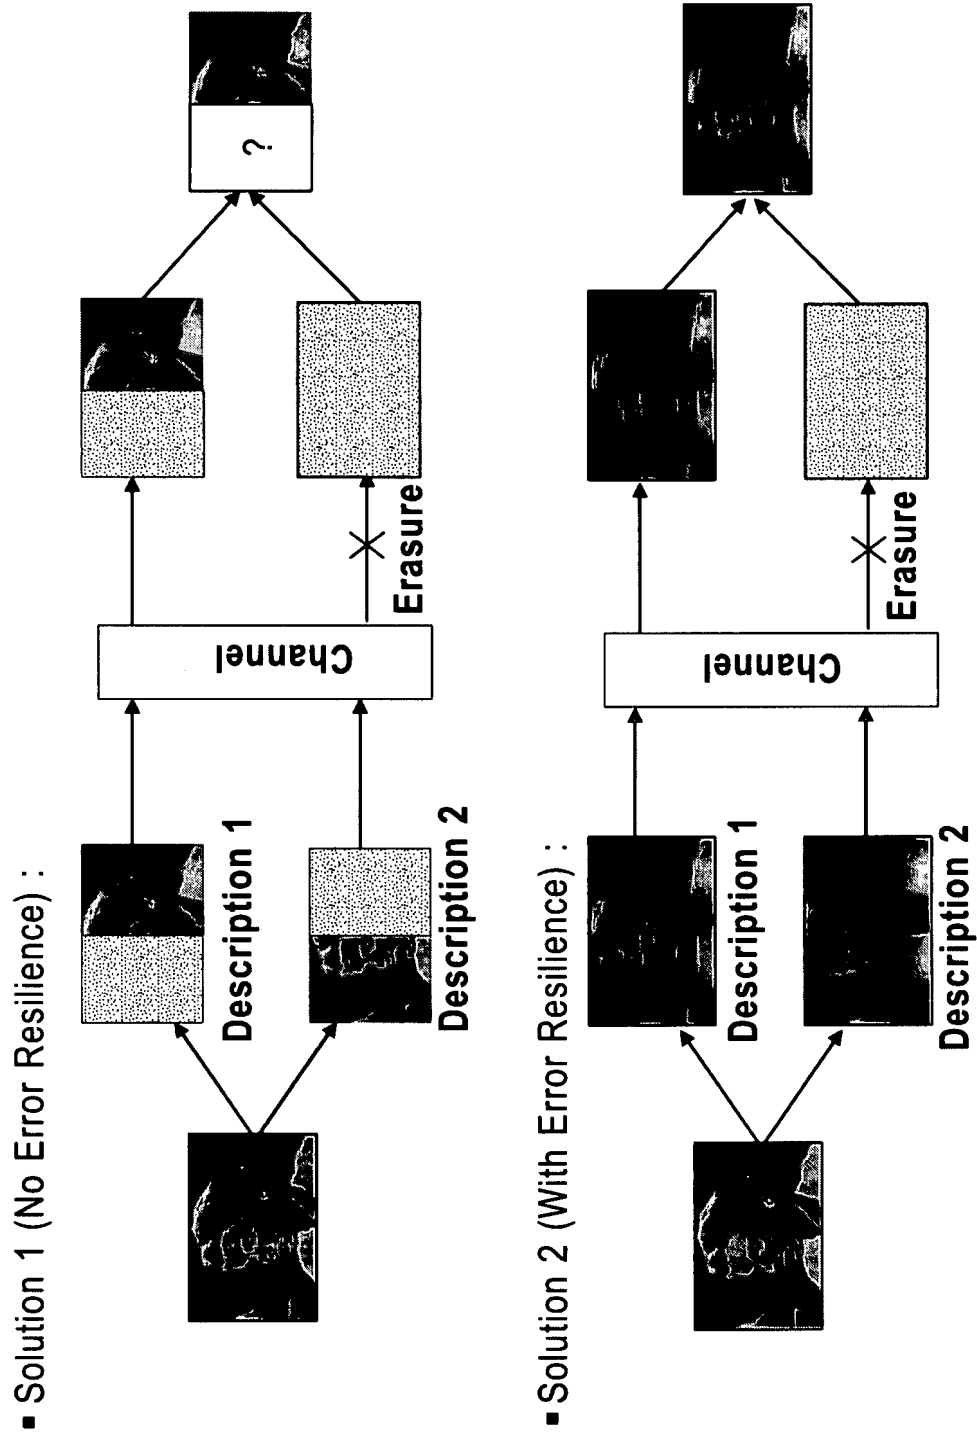 ▪ Solution 1 (No Error Resilience) :
Description 1
Description 2
Channel
Erasure
?
▪ Solution 2 (With Error Resilience) :
Description 1
Description 2
Channel
Erasure